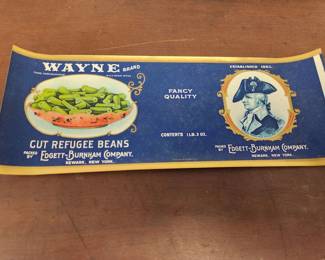 WAYNE BRAND
CUT REFUGEE BEANS
PACKED BY EDGETT-BURNHAM COMPANY.
NEWARK, NEW YORK.
FANCY
QUALITY
CONTENTS 1 LB. 3 OZ.
ESTABLISHED 1861.
PACKED BY EDGETT-BURNHAM COMPANY,
NEWARK, NEW YORK.